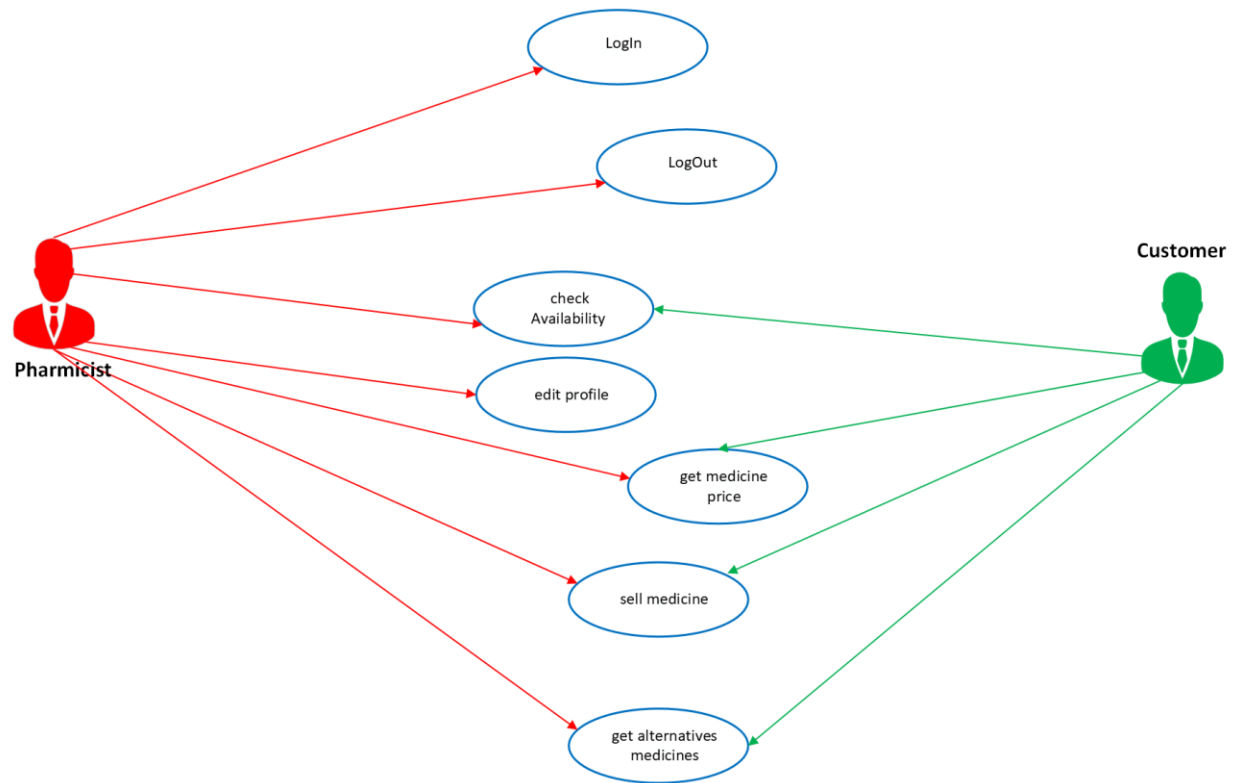 LogIn
LogOut
Customer
check
Availability
Pharmicist
edit profile
get medicine
price
sell medicine
get alternatives
medicines